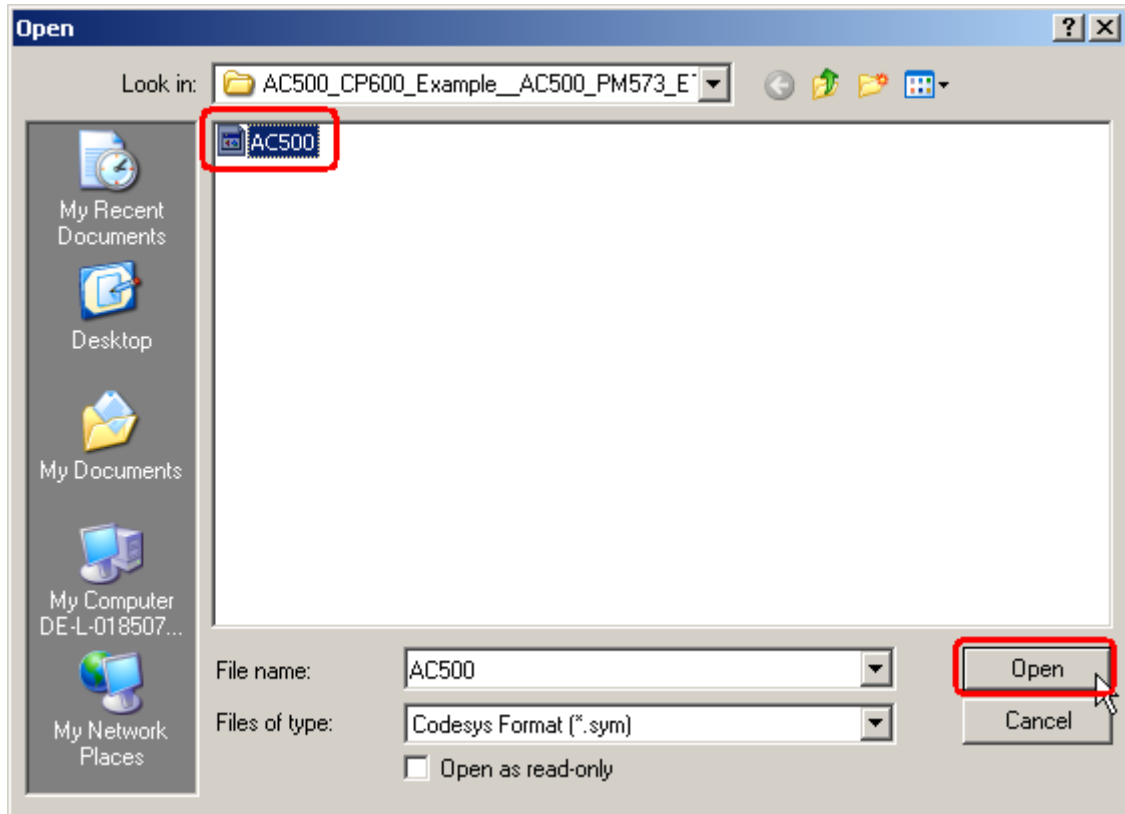 Open
Look in: AC500_CP600_Example__AC500_PM573_E
AC500
My Recent
Documents
Desktop
My Documents
My Computer
DE-L-018507...
My Network
Places
File name: AC500
Open
Files of type: Codesys Format (*.sym)
Cancel
Open as read-only